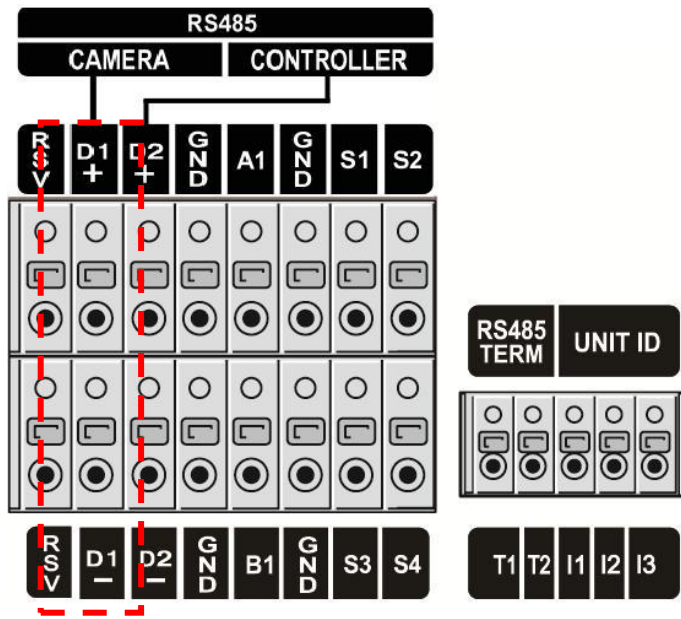 RS485
CAMERA CONTROLLER
RSV D1+ D2+ GND A1 GND S1 S2
RS485 TERM UNIT ID
RSV D1- D2- GND B1 GND S3 S4
T1 T2 I1 I2 I3